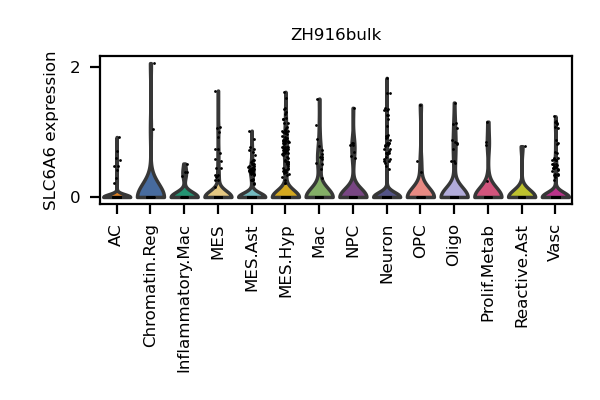 ZH916bulk
SLC6A6 expression
2
0
AC
Chromatin.Reg
Inflammatory.Mac
MES
MES.Ast
MES.Hyp
Mac
NPC
Neuron
OPC
Oligo
Prolif.Metab
Reactive.Ast
Vasc